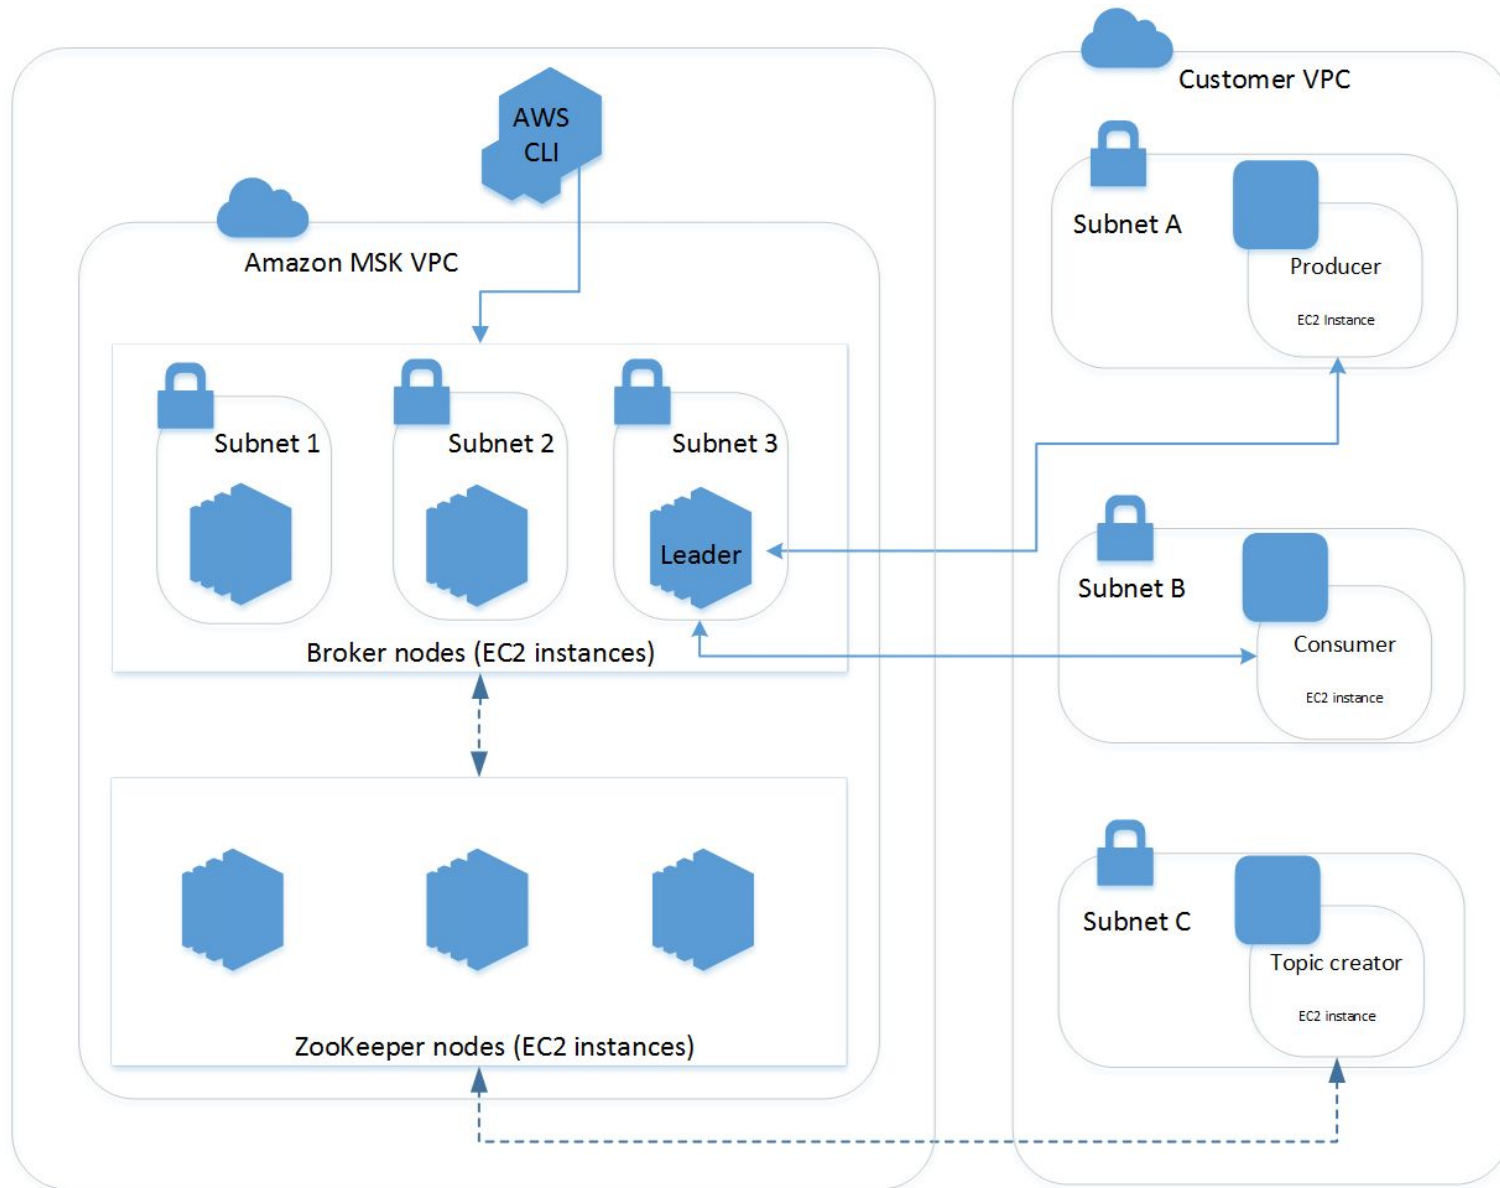 AWS
CLI
Amazon MSK VPC
Subnet 1
Subnet 2
Subnet 3
Leader
Broker nodes (EC2 instances)
ZooKeeper nodes (EC2 instances)
Customer VPC
Subnet A
Producer
EC2 Instance
Subnet B
Consumer
EC2 instance
Subnet C
Topic creator
EC2 instance